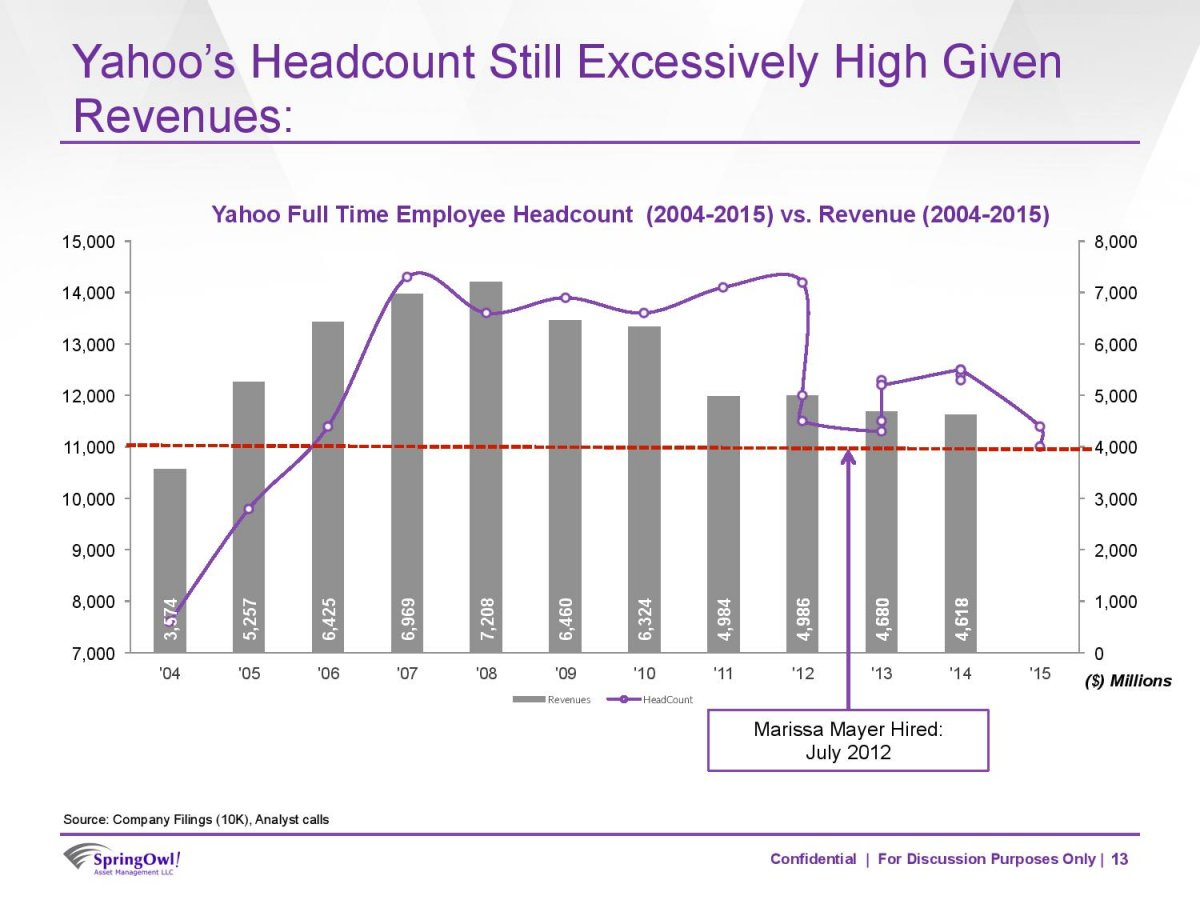 Yahoo's Headcount Still Excessively High Given
Revenues:
Yahoo Full Time Employee Headcount (2004-2015) vs. Revenue (2004-2015)
15,000
14,000
13,000
12,000
11,000
10,000
9,000
8,000
7,000
8,000
7,000
6,000
5,000
4,000
3,000
2,000
1,000
0
3,574
5,257
6,425
6,969
7,208
6,460
6,324
4,984
4,986
4,680
4,618
'04 '05 '06 '07 '08 '09 '10 '11 '12 '13 '14 '15
($) Millions
Revenues HeadCount
Marissa Mayer Hired:
July 2012
Source: Company Filings (10K), Analyst calls
SpringOwl!
Asset Management LLC
Confidential | For Discussion Purposes Only | 13